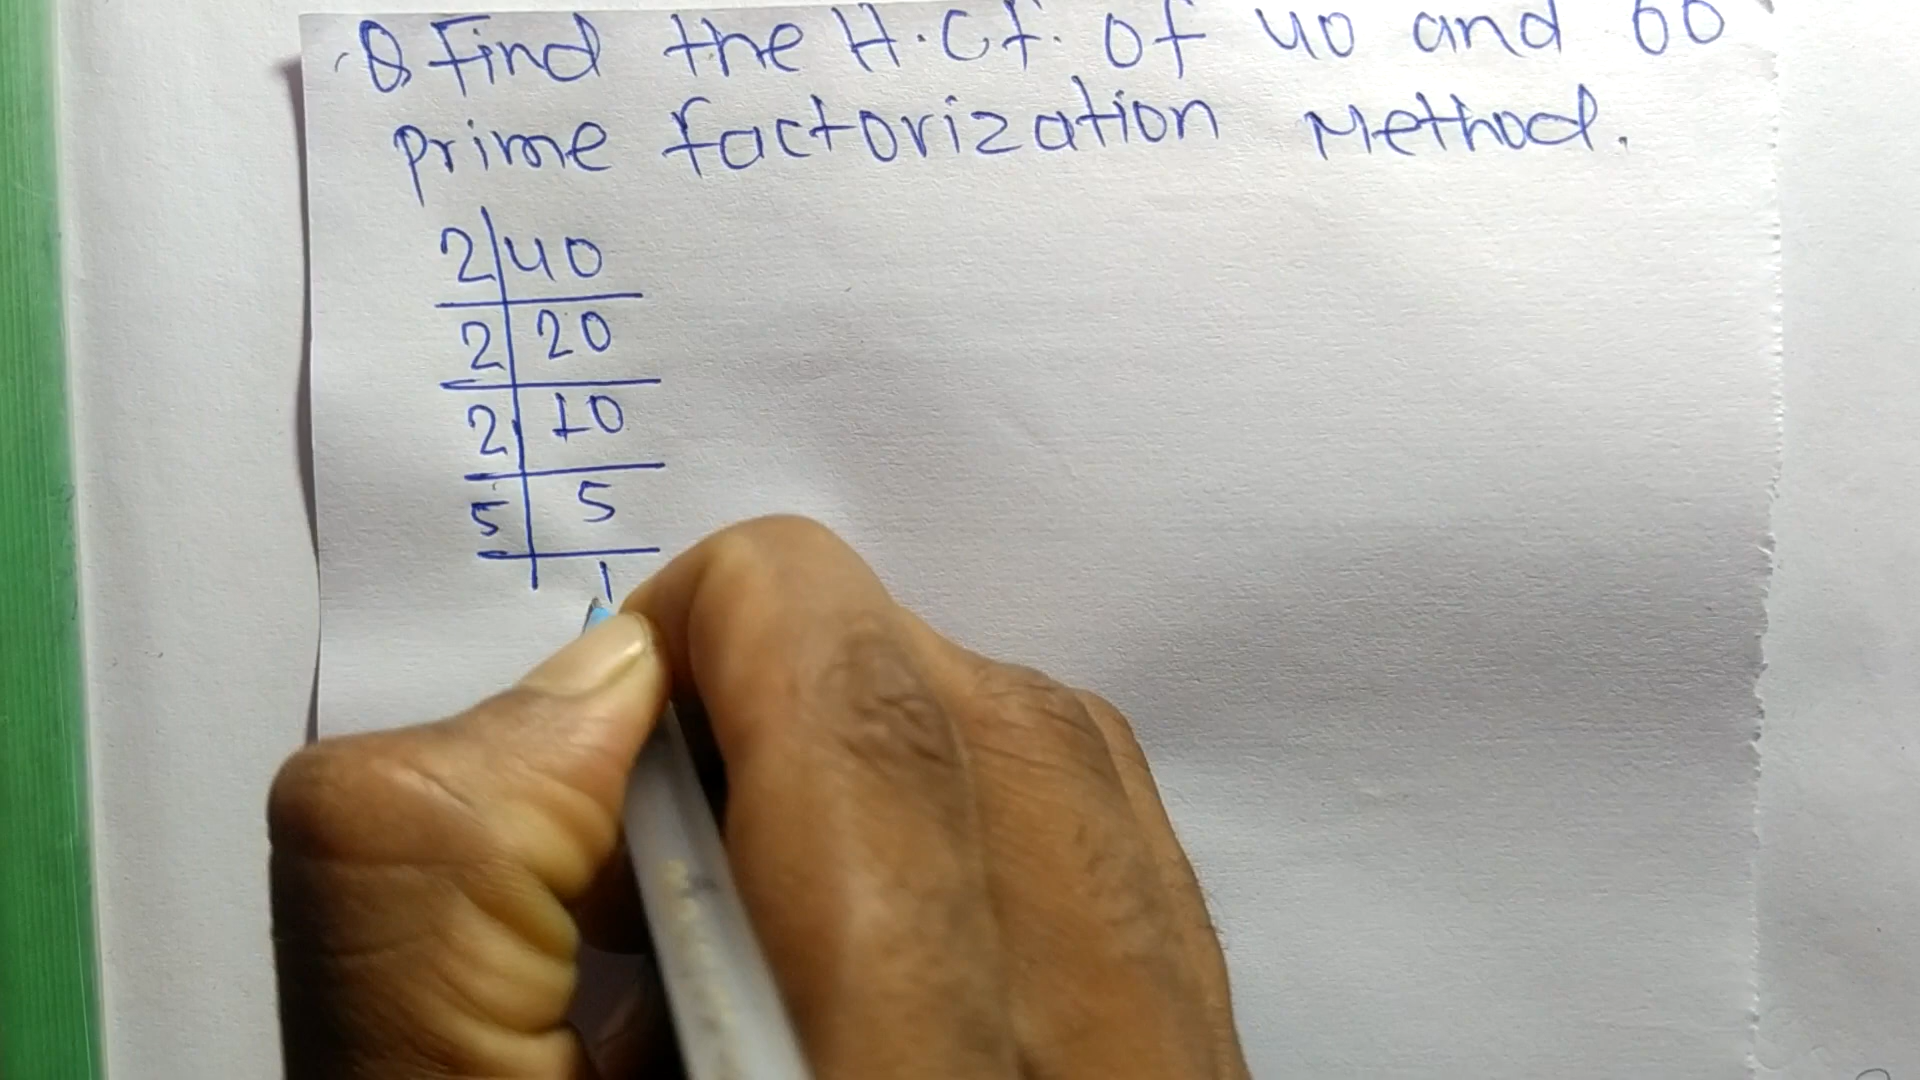 Q Find the H.C.f. of 40 and 60
prime factorization Method.
2 40
2 20
2 10
5 5
1